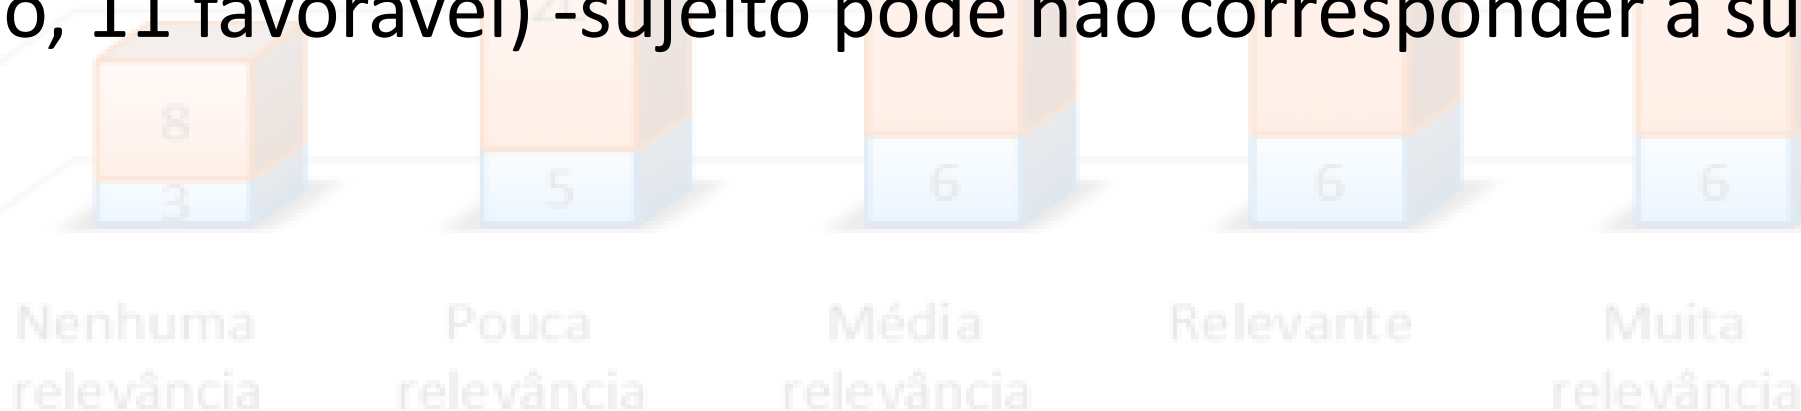 o, 11 favorável) -sujeito pode não corresponder à su
8
3
5
6
6
6
Nenhuma relevância
Pouca relevância
Média relevância
Relevante
Muita relevância